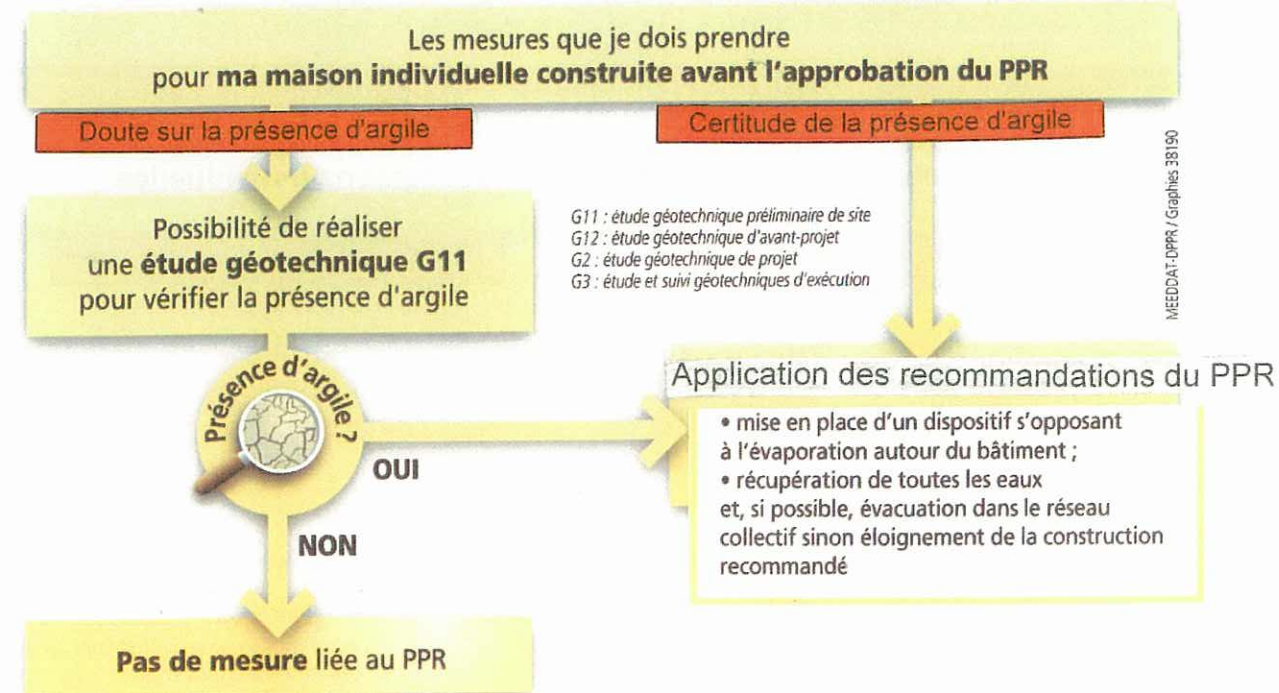 Les mesures que je dois prendre
pour ma maison individuelle construite avant l'approbation du PPR
Doute sur la présence d'argile
Certitude de la présence d'argile
Possibilité de réaliser
une étude géotechnique G11
pour vérifier la présence d'argile
G11 : étude géotechnique préliminaire de site
G12 : étude géotechnique d'avant-projet
G2 : étude géotechnique de projet
G3 : étude et suivi géotechniques d'exécution
MEEDDAT-DPPR / Graphies 38190
Présence d'argile ?
OUI
NON
Application des recommandations du PPR
• mise en place d'un dispositif s'opposant
à l'évaporation autour du bâtiment ;
• récupération de toutes les eaux
et, si possible, évacuation dans le réseau
collectif sinon éloignement de la construction
recommandé
Pas de mesure liée au PPR